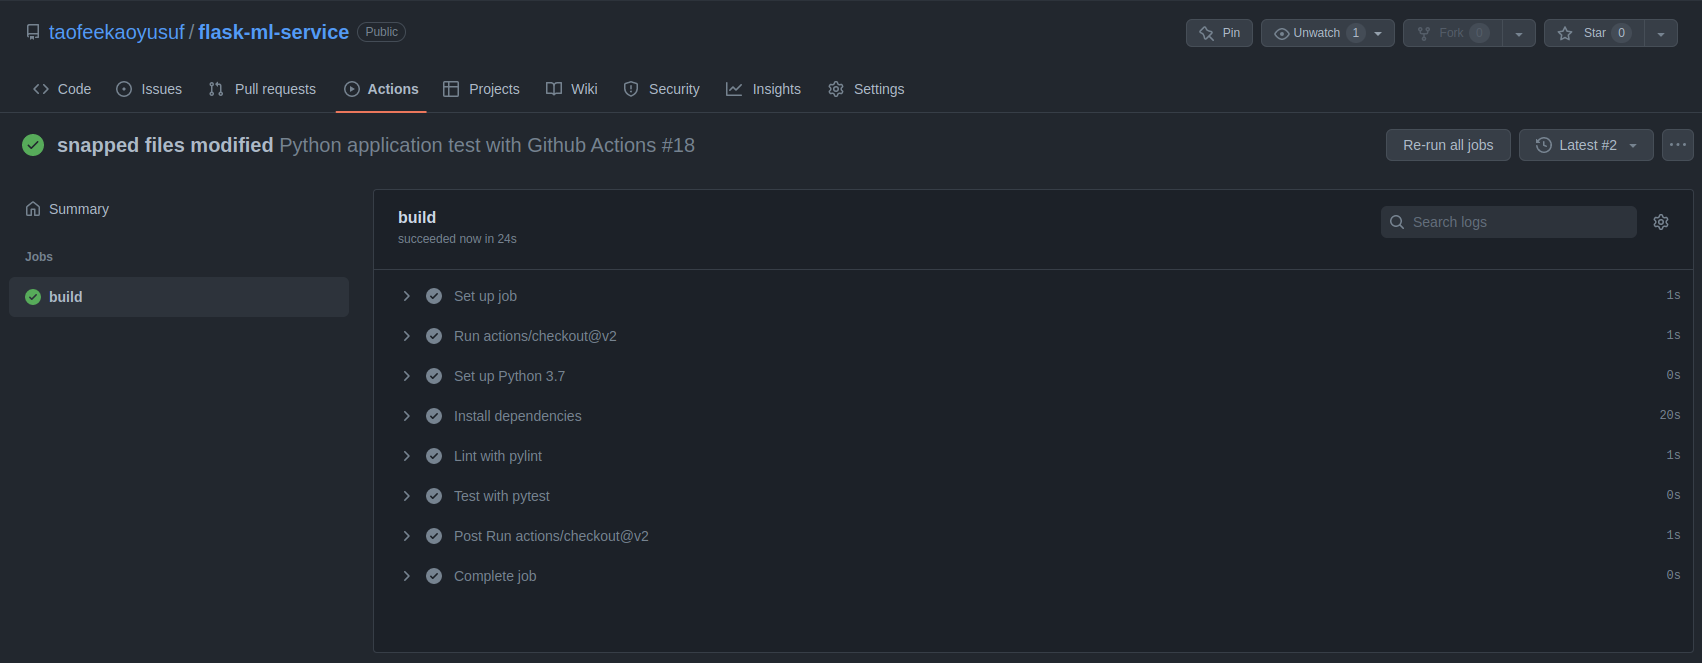 taofeekaoyusuf / flask-ml-service Public Pin Unwatch 1 Fork 0 Star 0
Code Issues Pull requests Actions Projects Wiki Security Insights Settings
snapped files modified Python application test with Github Actions #18 Re-run all jobs Latest #2
Summary
Jobs
build
build
succeeded now in 24s
Search logs
Set up job 1s
Run actions/checkout@v2 1s
Set up Python 3.7 0s
Install dependencies 20s
Lint with pylint 1s
Test with pytest 0s
Post Run actions/checkout@v2 1s
Complete job 0s